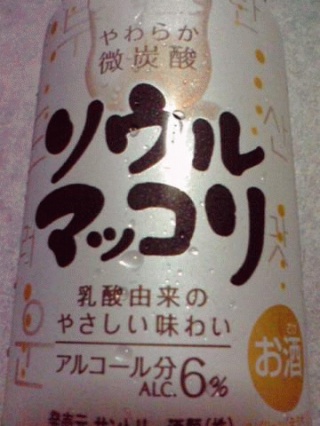 やわらか
微炭酸
ソウル
マッコリ
乳酸由来の
やさしい味わい
アルコール分6%
ALC.
お酒